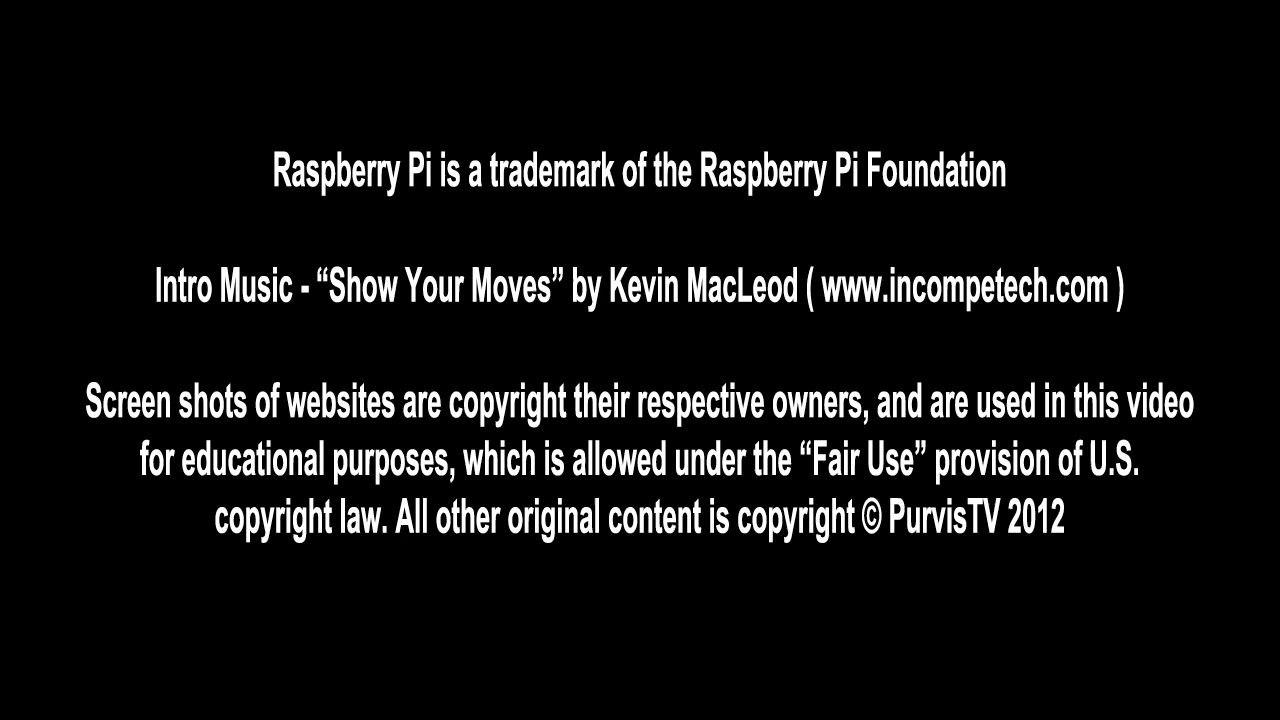 Raspberry Pi is a trademark of the Raspberry Pi Foundation
Intro Music - “Show Your Moves” by Kevin MacLeod ( www.incompetech.com )
Screen shots of websites are copyright their respective owners, and are used in this video
for educational purposes, which is allowed under the “Fair Use” provision of U.S.
copyright law. All other original content is copyright © PurvisTV 2012